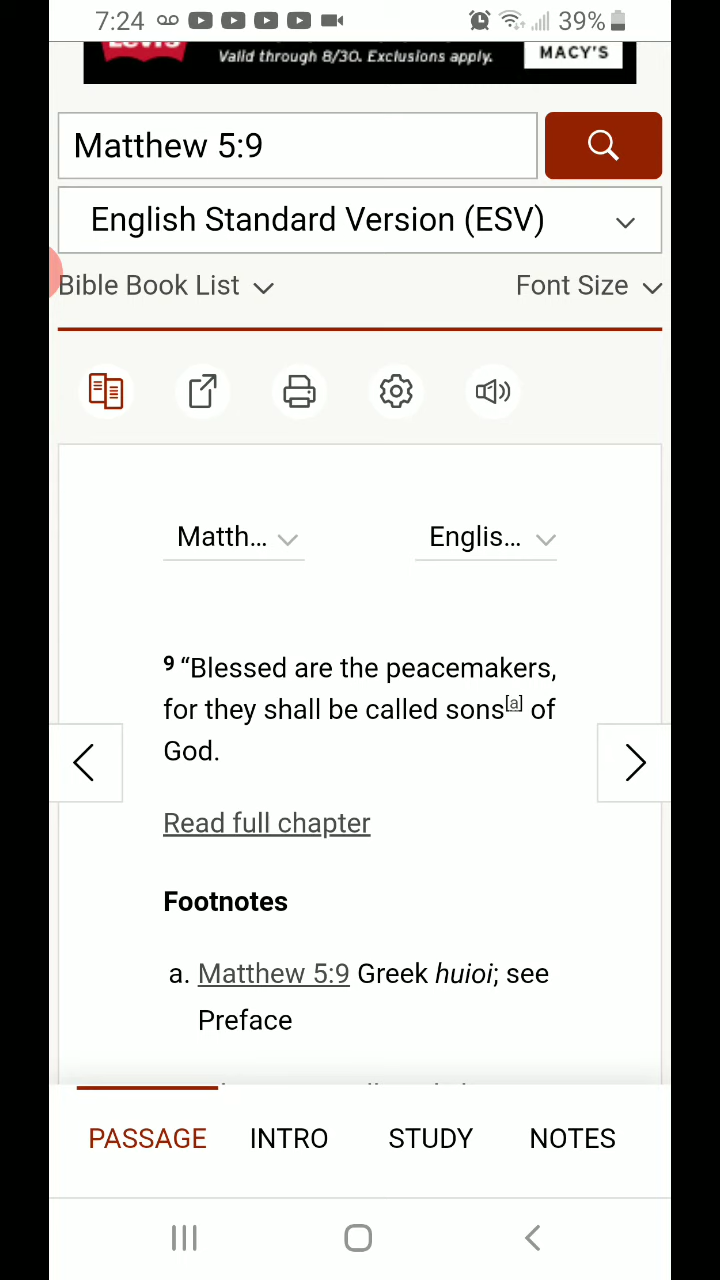 7:24
39%
LEVI'S
Valid through 8/30. Exclusions apply.
MACY'S
Matthew 5:9
English Standard Version (ESV)
Bible Book List
Font Size
Matth...
Englis...
9 “Blessed are the peacemakers,
for they shall be called sons[a] of
God.
Read full chapter
Footnotes
a. Matthew 5:9 Greek huioi; see
Preface
PASSAGE INTRO STUDY NOTES